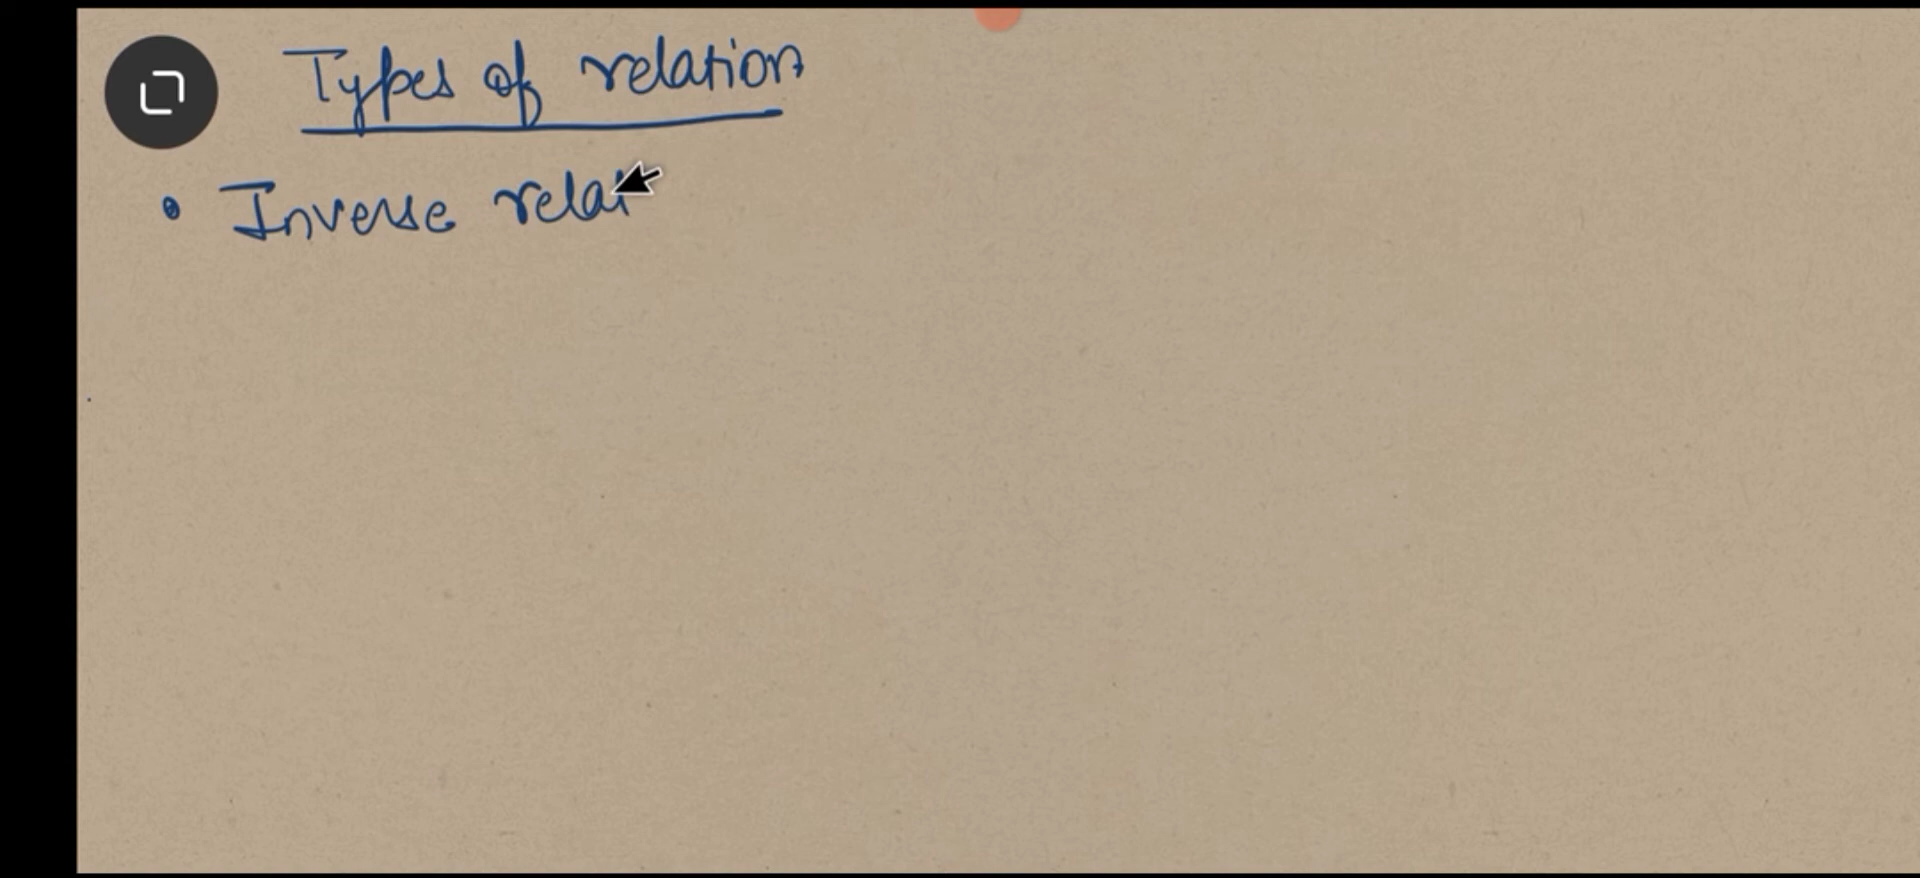 Types of relation
• Inverse relat